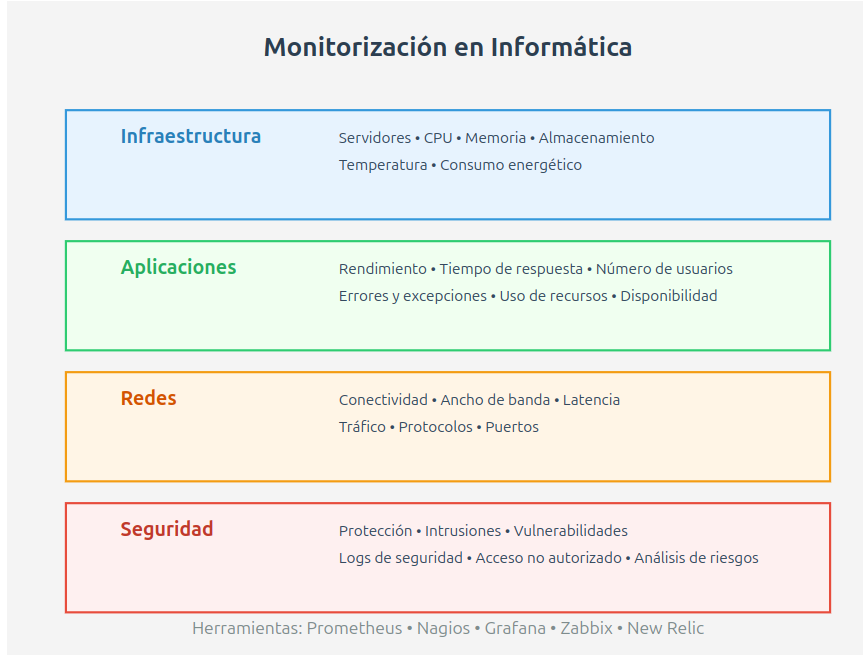 Monitorización en Informática
Infraestructura
Servidores • CPU • Memoria • Almacenamiento
Temperatura • Consumo energético
Aplicaciones
Rendimiento • Tiempo de respuesta • Número de usuarios
Errores y excepciones • Uso de recursos • Disponibilidad
Redes
Conectividad • Ancho de banda • Latencia
Tráfico • Protocolos • Puertos
Seguridad
Protección • Intrusiones • Vulnerabilidades
Logs de seguridad • Acceso no autorizado • Análisis de riesgos
Herramientas: Prometheus • Nagios • Grafana • Zabbix • New Relic